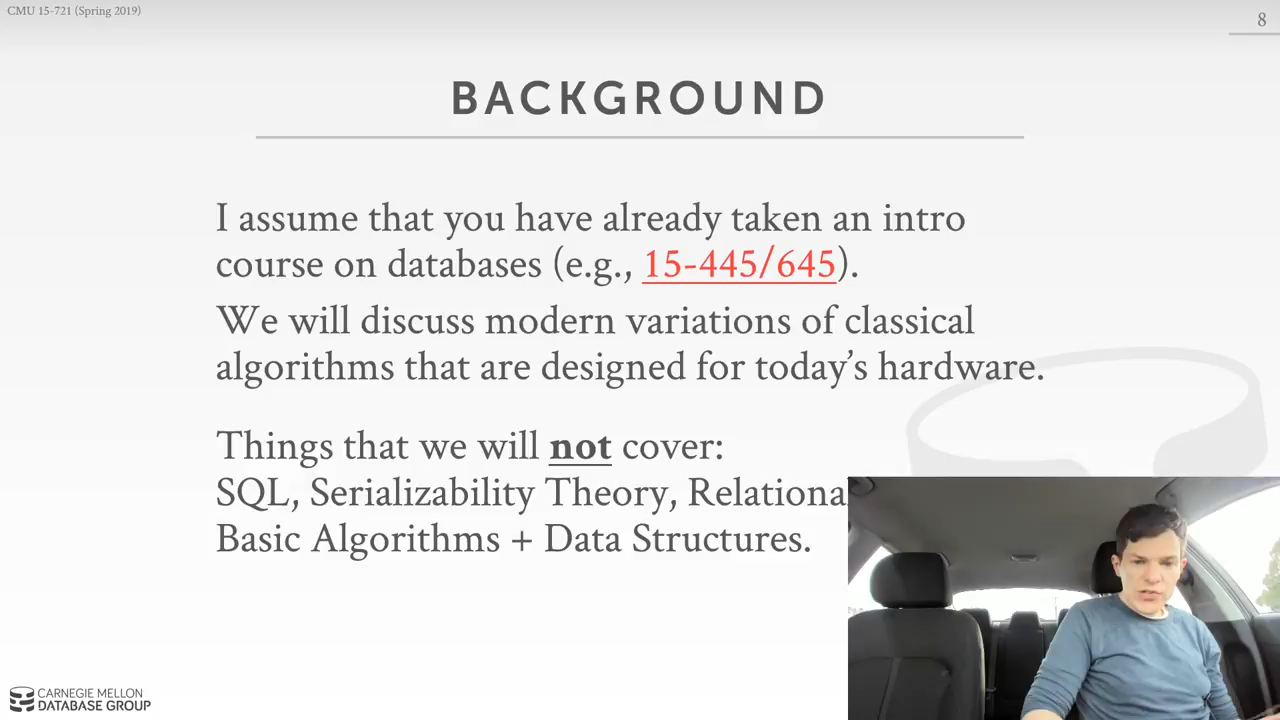 CMU 15-721 (Spring 2019)
8
BACKGROUND
I assume that you have already taken an intro
course on databases (e.g., 15-445/645).
We will discuss modern variations of classical
algorithms that are designed for today’s hardware.
Things that we will not cover:
SQL, Serializability Theory, Relational
Basic Algorithms + Data Structures.
CARNEGIE MELLON
DATABASE GROUP